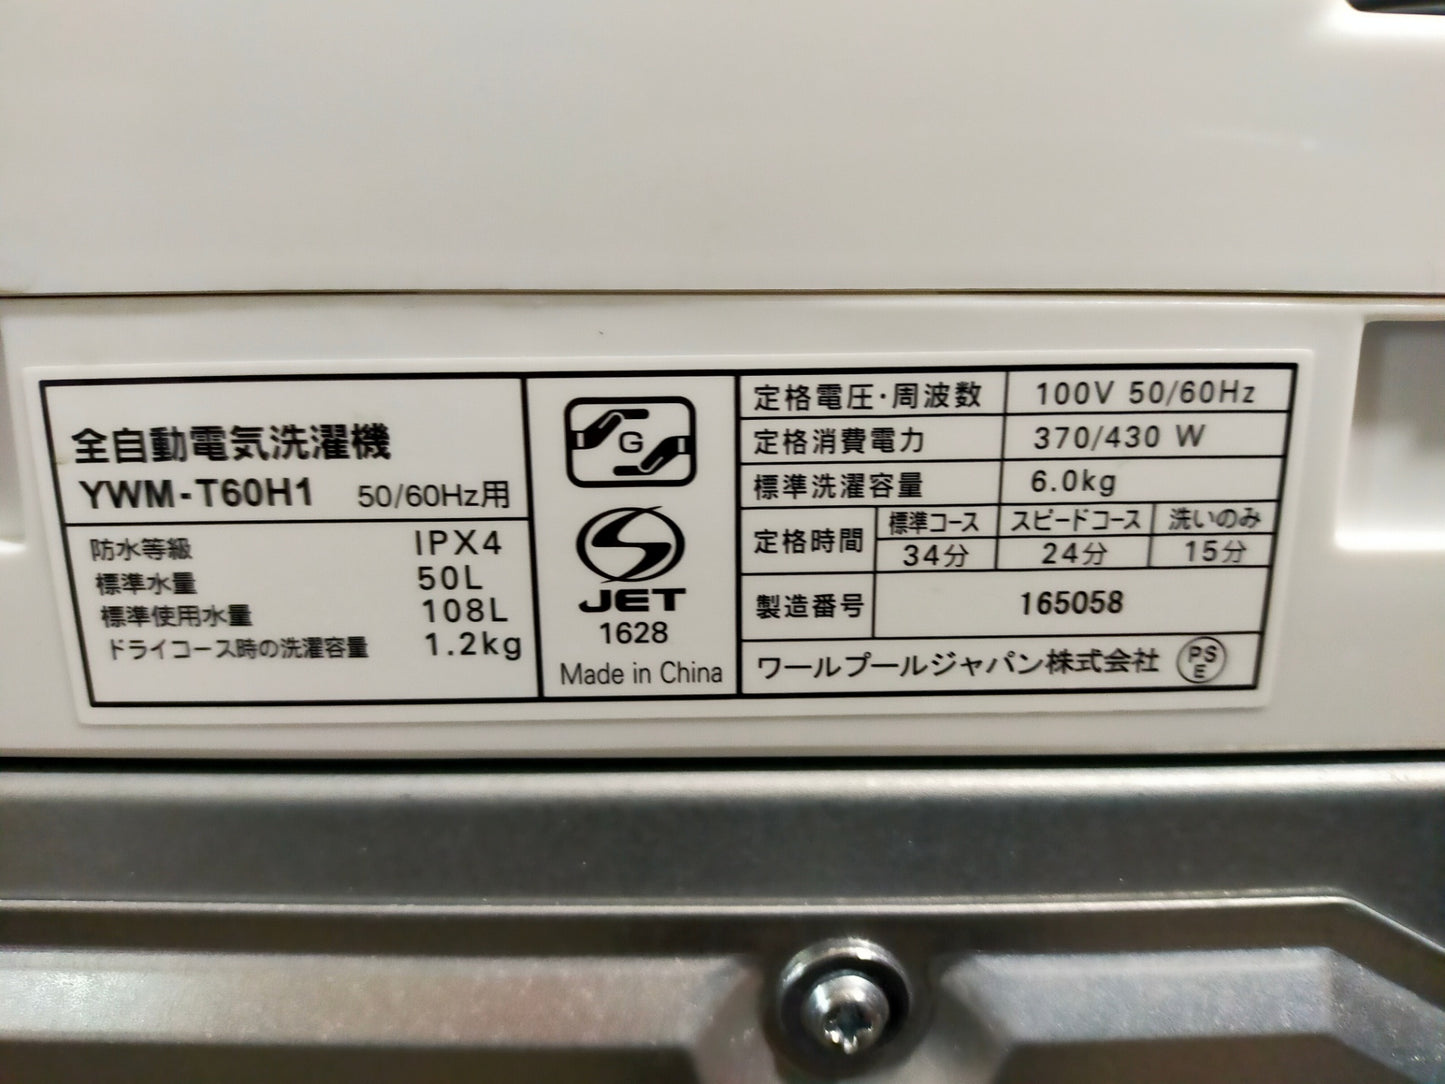 全自動電気洗濯機
YWM-T60H1 50/60Hz用
防水等級 IPX4
標準水量 50L
標準使用水量 108L
ドライコース時の洗濯容量 1.2kg
G
JET
1628
Made in China
定格電圧・周波数 100V 50/60Hz
定格消費電力 370/430 W
標準洗濯容量 6.0kg
定格時間 標準コース スピードコース 洗いのみ
34分 24分 15分
製造番号 165058
ワールプールジャパン株式会社 PSE